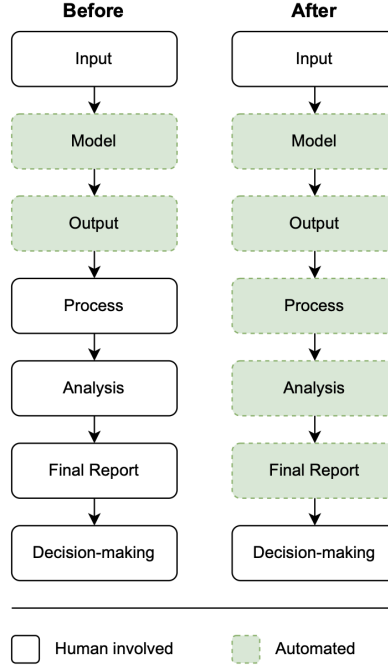 Before
After
Input
Input
Model
Model
Output
Output
Process
Process
Analysis
Analysis
Final Report
Final Report
Decision-making
Decision-making
Human involved
Automated